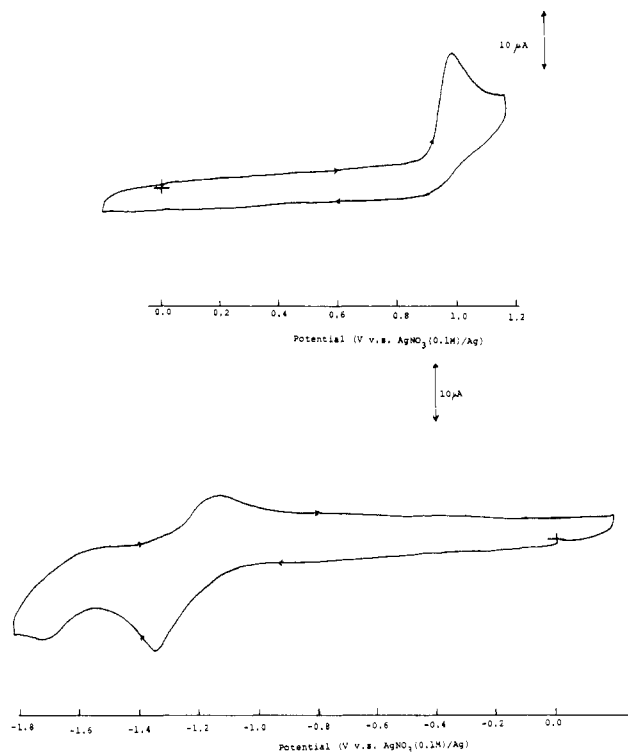 10 μA
0.0 0.2 0.4 0.6 0.8 1.0 1.2
Potential (V v.s. AgNO₃(0.1M)/Ag)
10μA
-1.8 -1.6 -1.4 -1.2 -1.0 -0.8 -0.6 -0.4 -0.2 0.0
Potential (V v.s. AgNO₃(0.1M)/Ag)